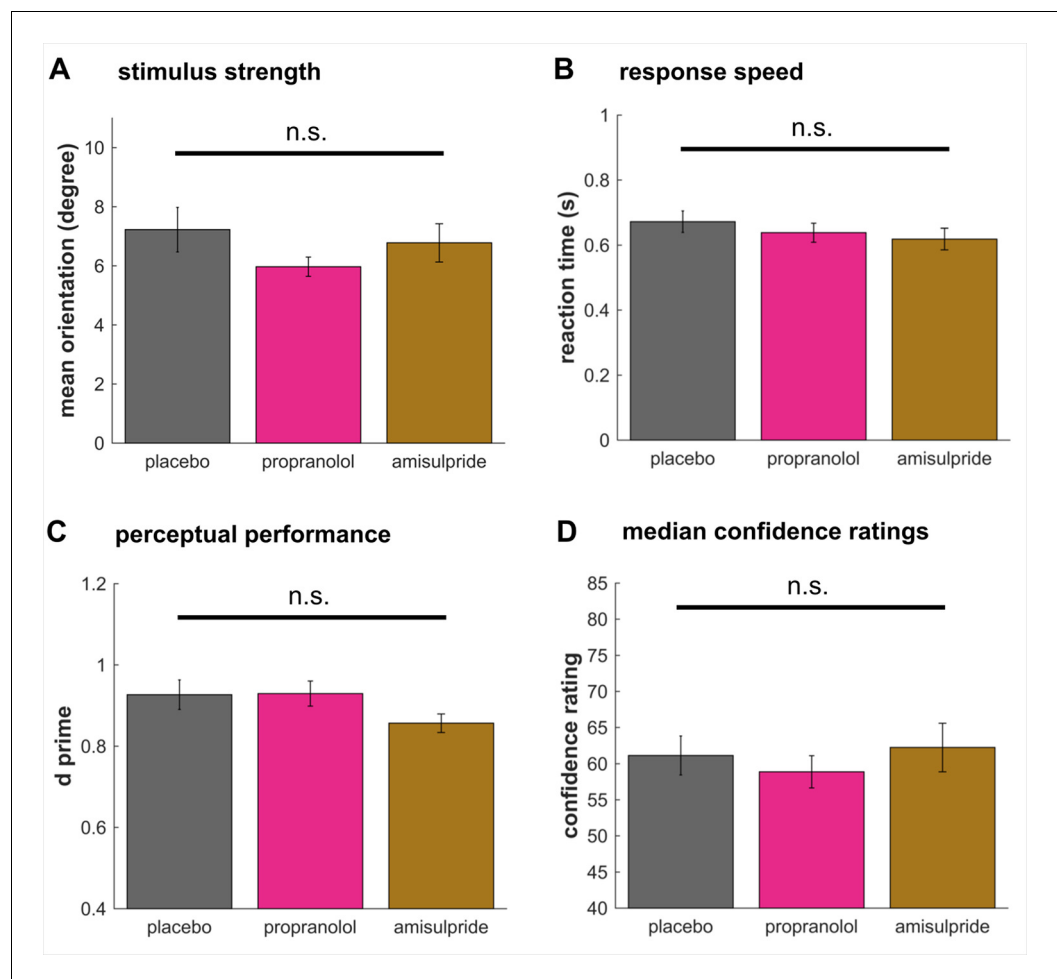 A stimulus strength
n.s.
mean orientation (degree)
10
8
6
4
2
0
placebo propranolol amisulpride
B response speed
n.s.
reaction time (s)
1
0.8
0.6
0.4
0.2
0
placebo propranolol amisulpride
C perceptual performance
n.s.
d prime
1.2
1
0.8
0.6
0.4
placebo propranolol amisulpride
D median confidence ratings
n.s.
confidence rating
85
80
75
70
65
60
55
50
45
40
placebo propranolol amisulpride